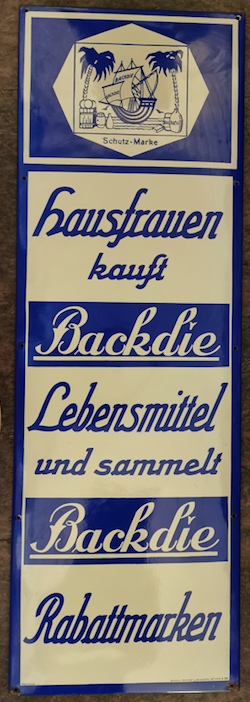 Schutz-Marke
Hausfrauen
kauft
Backdie
Lebensmittel
und sammelt
Backdie
Rabattmarken